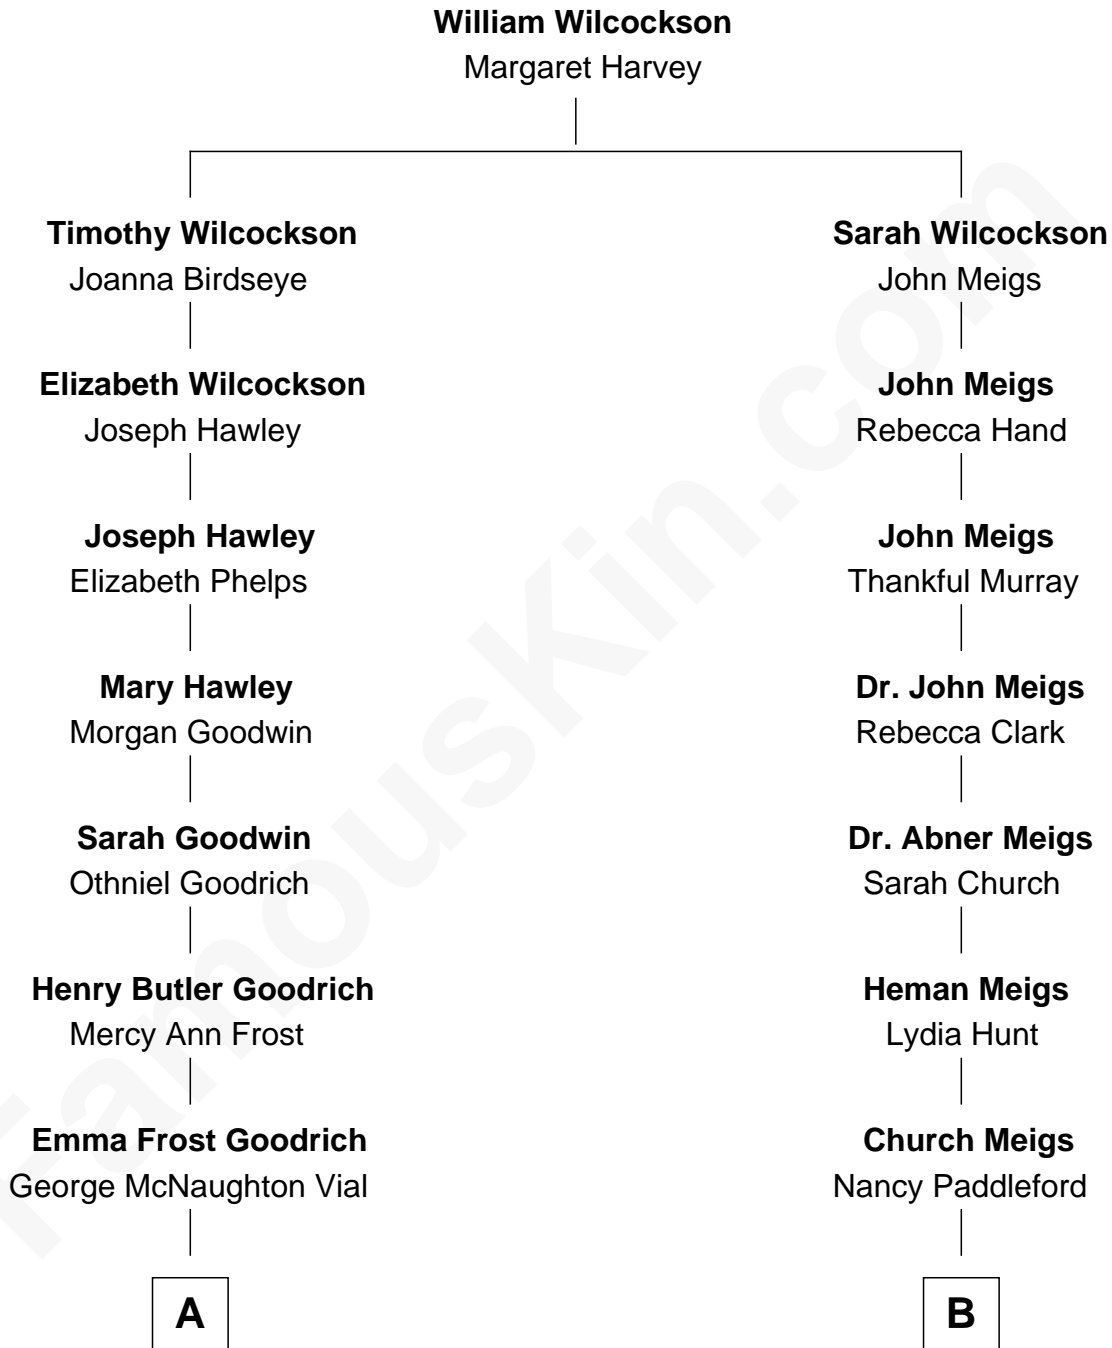 William Wilcockson
Margaret Harvey
Timothy Wilcockson
Joanna Birdseye
Elizabeth Wilcockson
Joseph Hawley
Joseph Hawley
Elizabeth Phelps
Mary Hawley
Morgan Goodwin
Sarah Goodwin
Othniel Goodrich
Henry Butler Goodrich
Mercy Ann Frost
Emma Frost Goodrich
George McNaughton Vial
A
Sarah Wilcockson
John Meigs
John Meigs
Rebecca Hand
John Meigs
Thankful Murray
Dr. John Meigs
Rebecca Clark
Dr. Abner Meigs
Sarah Church
Heman Meigs
Lydia Hunt
Church Meigs
Nancy Paddleford
B
FamousKin.com